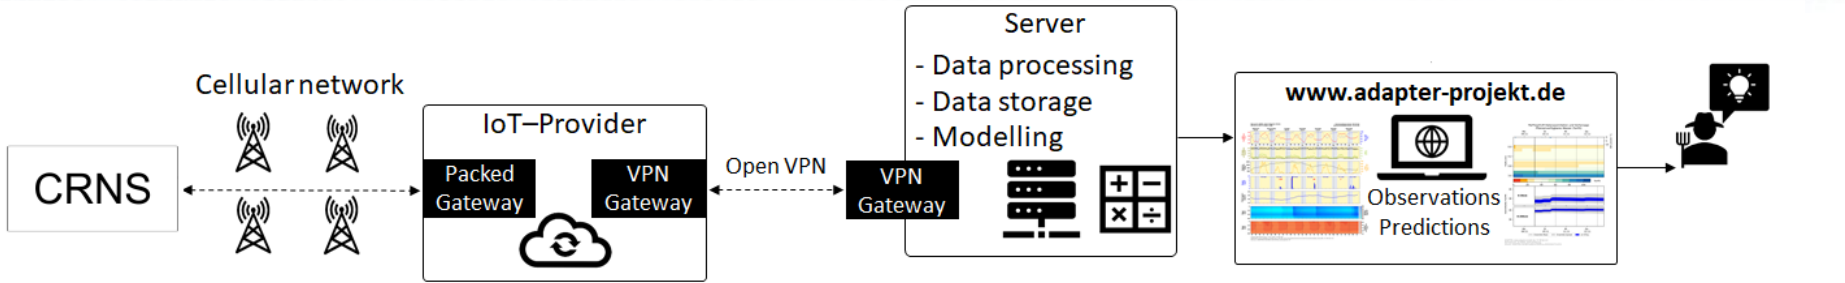 CRNS
Cellular network
IoT–Provider
Packed
Gateway
VPN
Gateway
Open VPN
VPN
Gateway
Server
- Data processing
- Data storage
- Modelling
www.adapter-projekt.de
Observations
Predictions